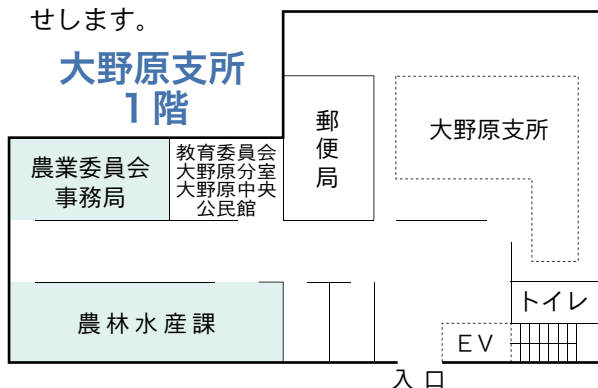 せします。
大野原支所
1階
農業委員会
事務局
教育委員会
大野原分室
大野原中央
公民館
郵便局
大野原支所
農林水産課
トイレ
EV
入口